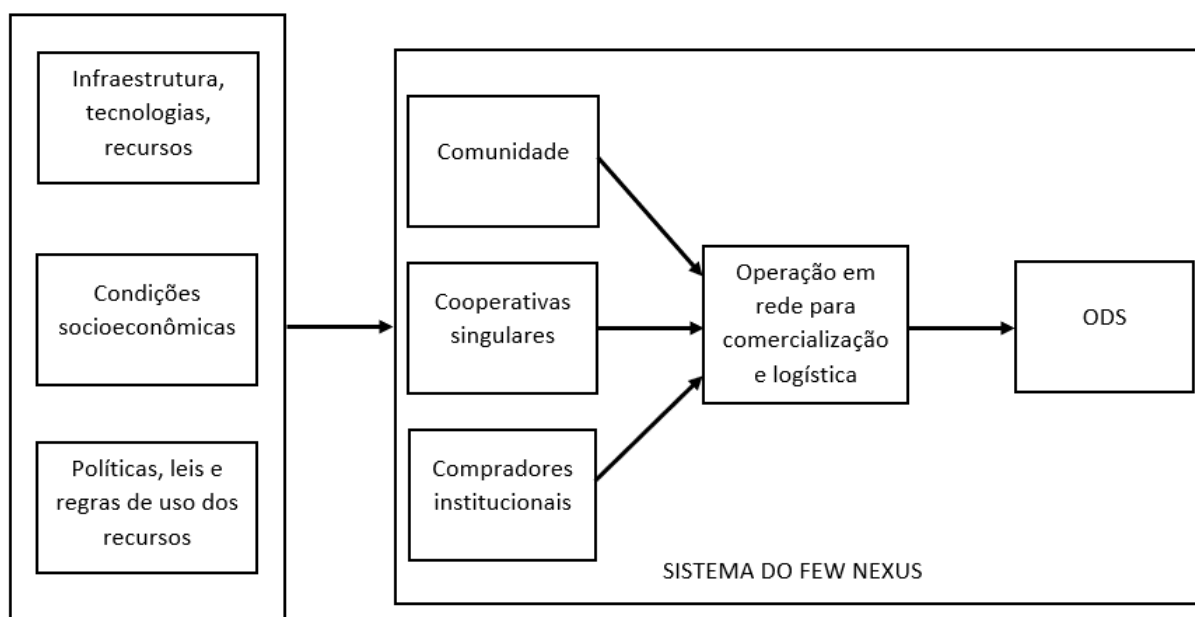 Infraestrutura,
tecnologias,
recursos
Condições
socioeconômicas
Políticas, leis e
regras de uso dos
recursos
Comunidade
Cooperativas
singulares
Compradores
institucionais
Operação em
rede para
comercialização
e logística
ODS
SISTEMA DO FEW NEXUS